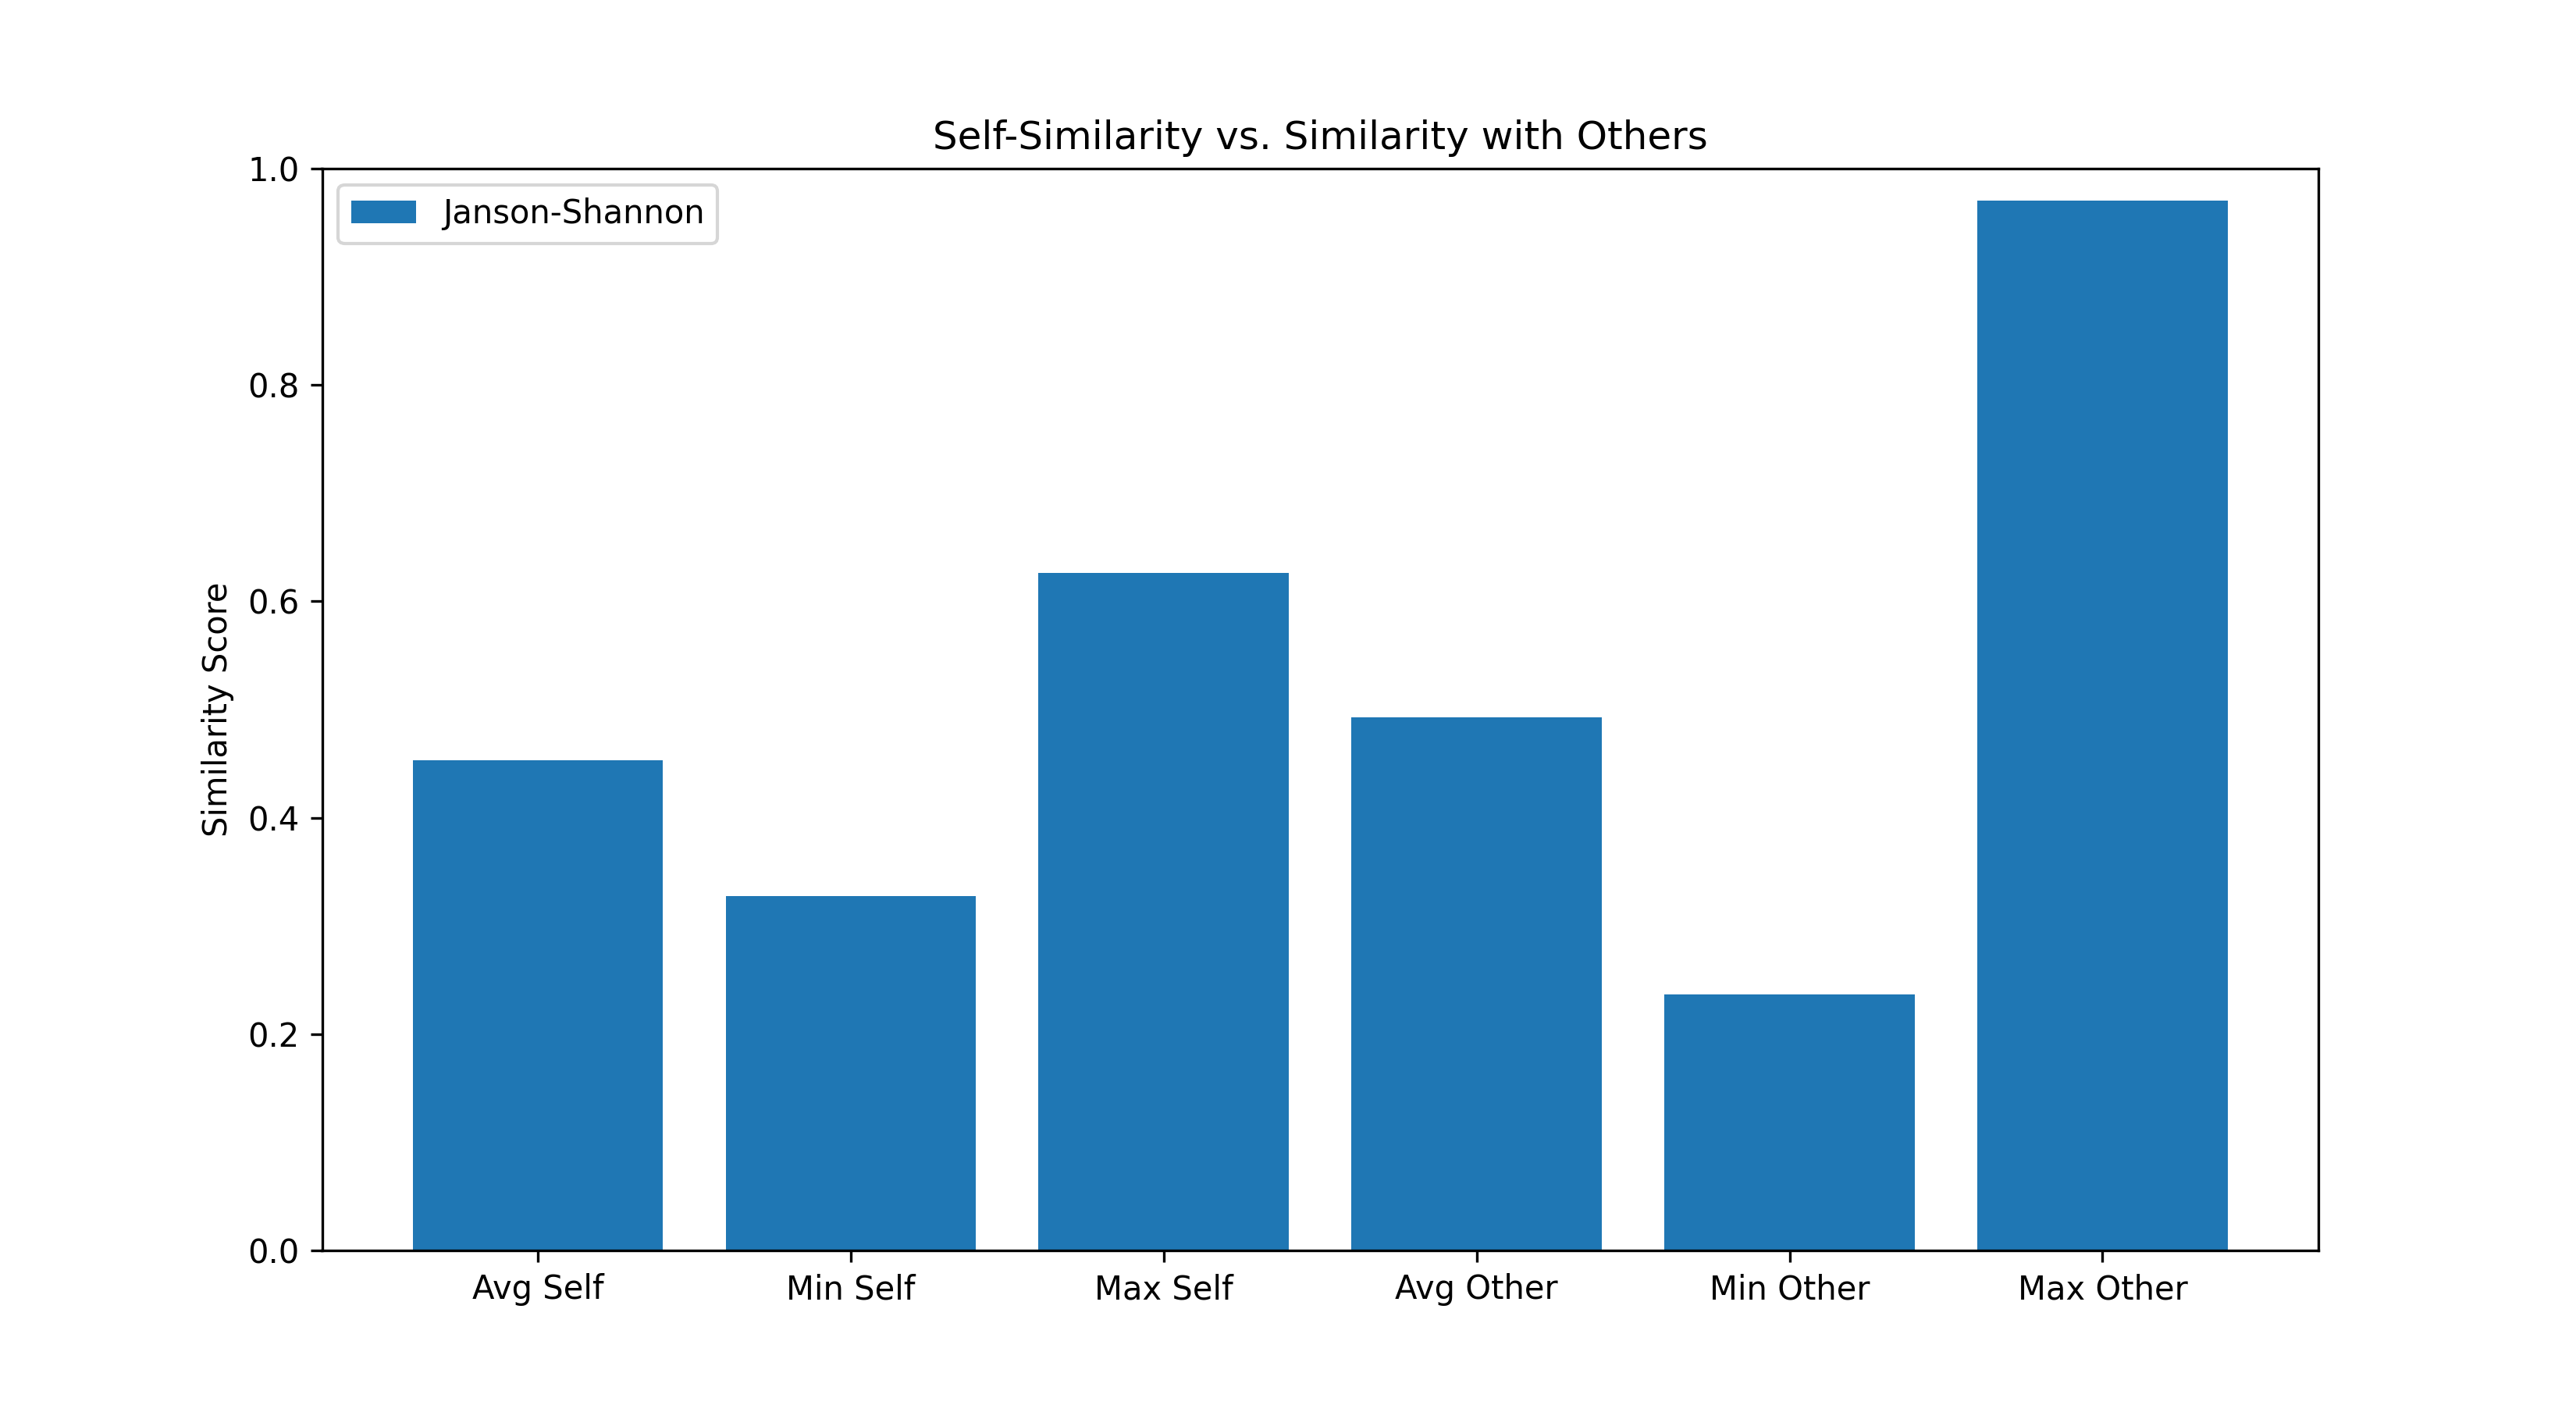 Self-Similarity vs. Similarity with Others
Janson-Shannon
Similarity Score
1.0
0.8
0.6
0.4
0.2
0.0
Avg Self
Min Self
Max Self
Avg Other
Min Other
Max Other